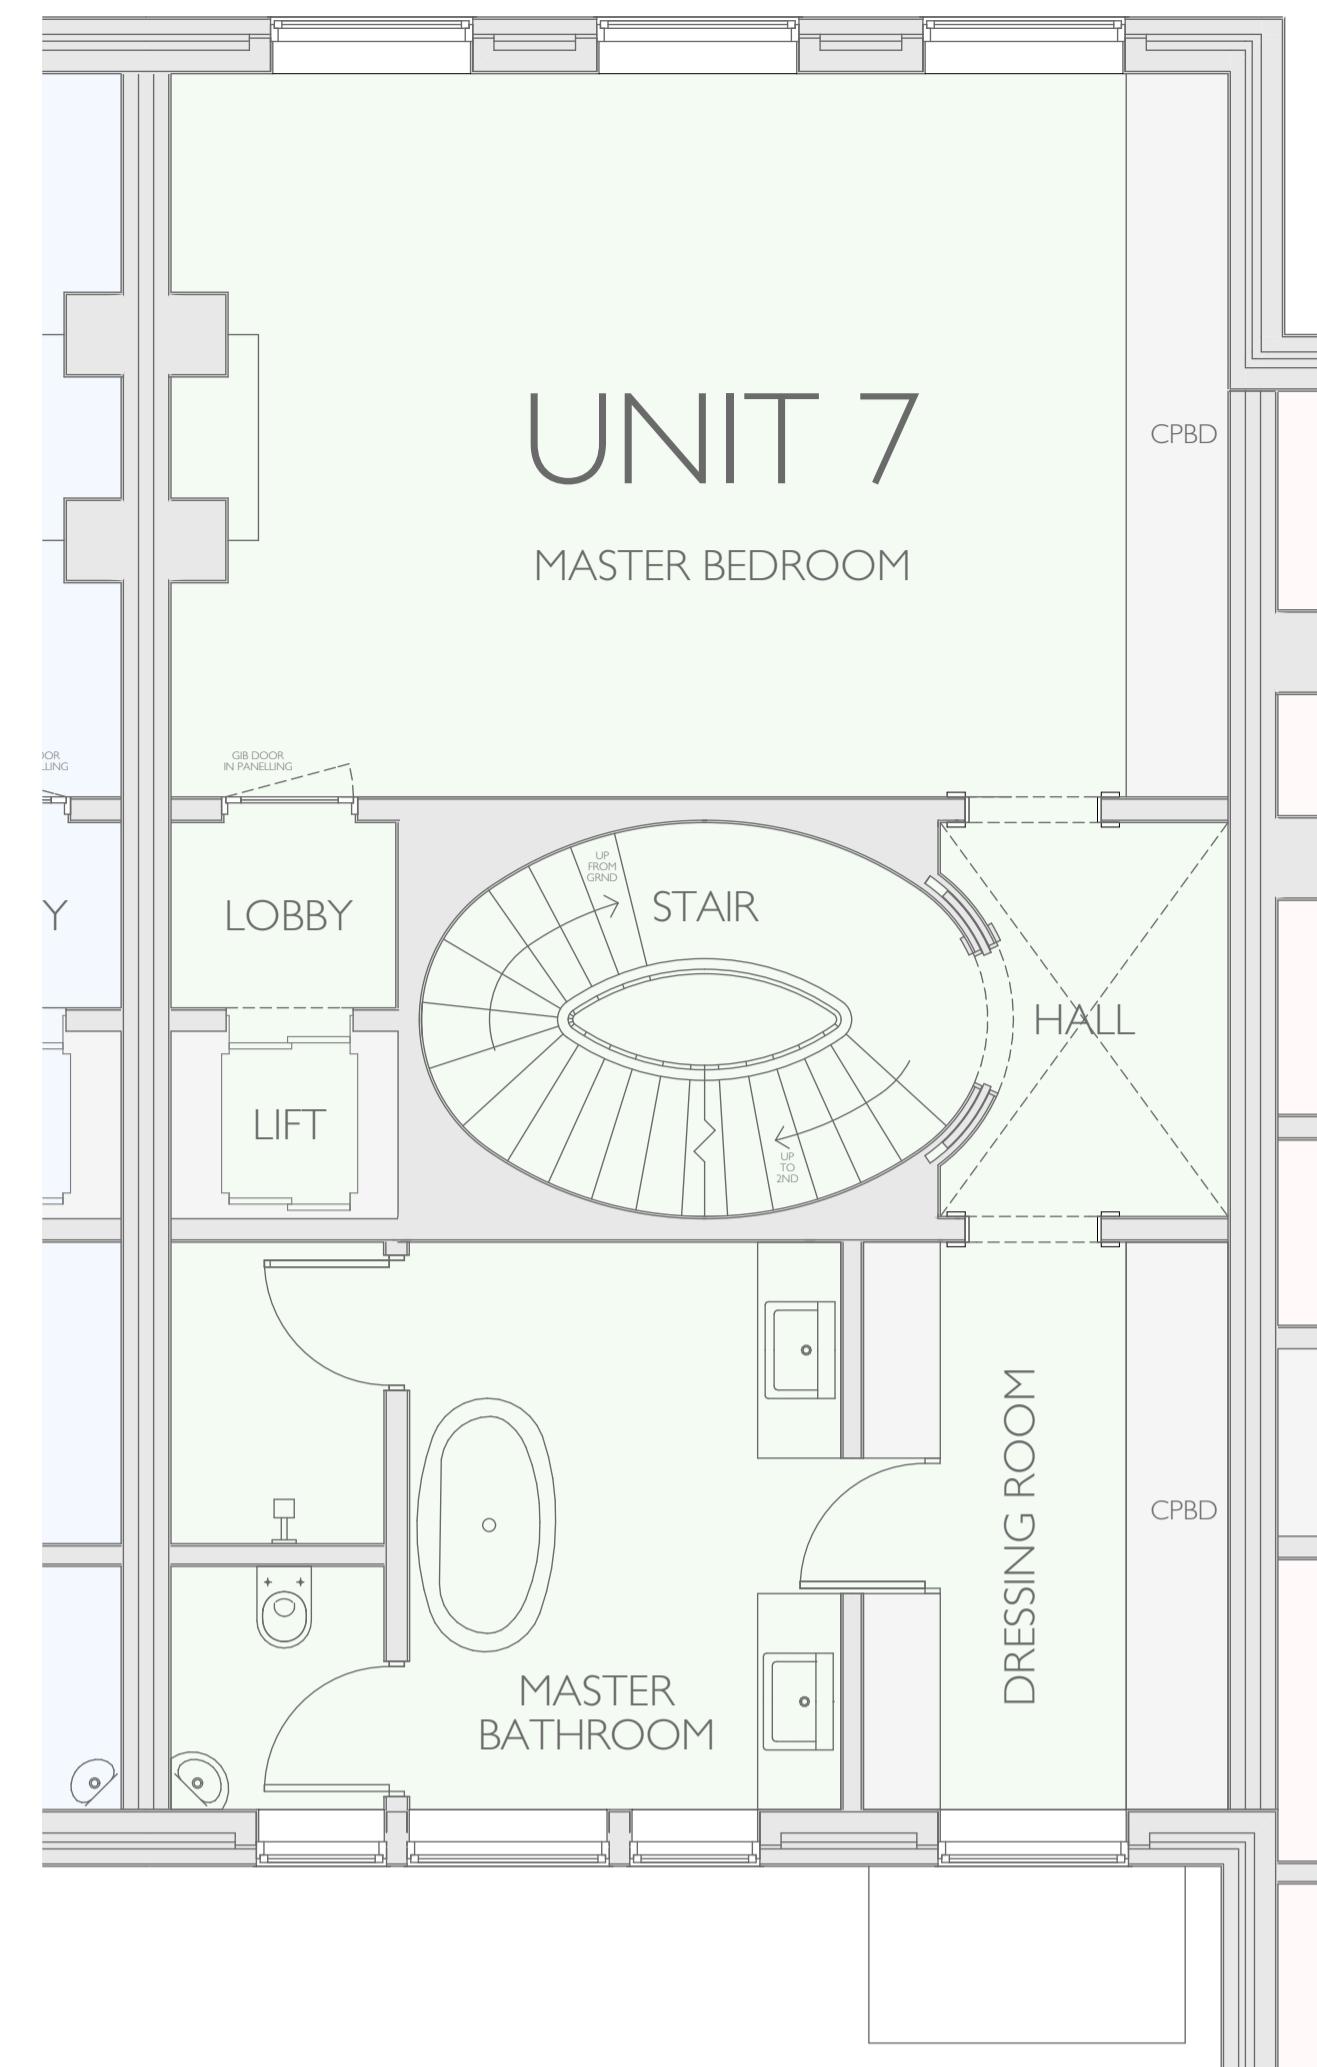 UNIT 7
CPBD
MASTER BEDROOM
GIB DOOR
IN PANELLING
UP
FROM
GRND
STAIR
LOBBY
Y
HALL
LIFT
UP
TO
2ND
DRESSING ROOM
CPBD
MASTER
BATHROOM